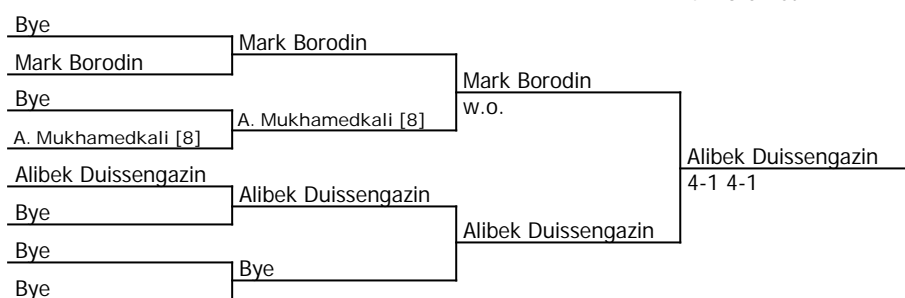 Bye
Mark Borodin
Mark Borodin
Mark Borodin
Bye
w.o.
A. Mukhamedkali [8]
A. Mukhamedkali [8]
Alibek Duissengazin
4-1 4-1
Alibek Duissengazin
Alibek Duissengazin
Bye
Alibek Duissengazin
Bye
Bye
Bye